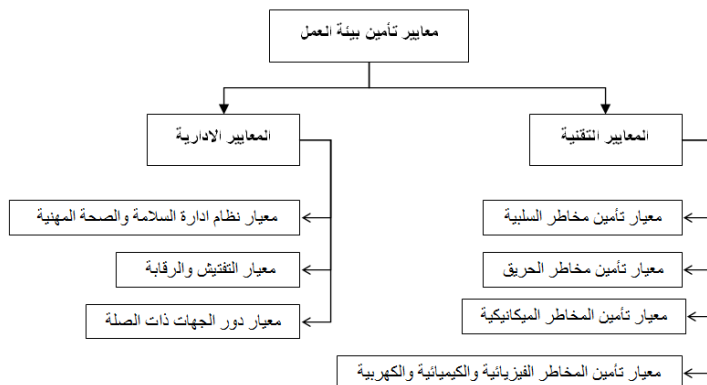 معايير تأمين بيئة العمل
المعايير التقنية
المعايير الادارية
معيار تأمين مخاطر السلبية
معيار تأمين مخاطر الحريق
معيار تأمين المخاطر الميكانيكية
معيار تأمين المخاطر الفيزيائية والكيميائية والكهربية
معيار نظام ادارة السلامة والصحة المهنية
معيار التفتيش والرقابة
معيار دور الجهات ذات الصلة